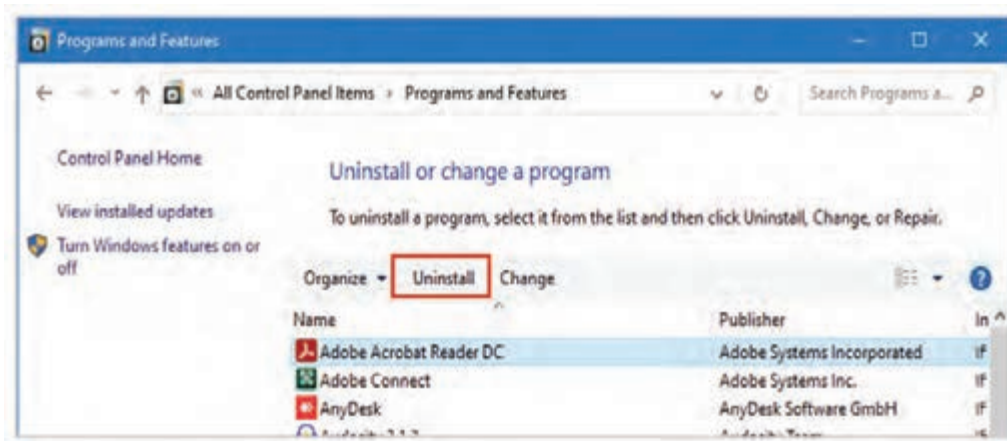 Programs and Features
All Control Panel Items Programs and Features
Search Programs a...
Control Panel Home
Uninstall or change a program
View installed updates
To uninstall a program, select it from the list and then click Uninstall, Change, or Repair.
Turn Windows features on or
off
Organize Uninstall Change
Name Publisher In
Adobe Acrobat Reader DC Adobe Systems Incorporated
Adobe Connect Adobe Systems Inc.
AnyDesk AnyDesk Software GmbH